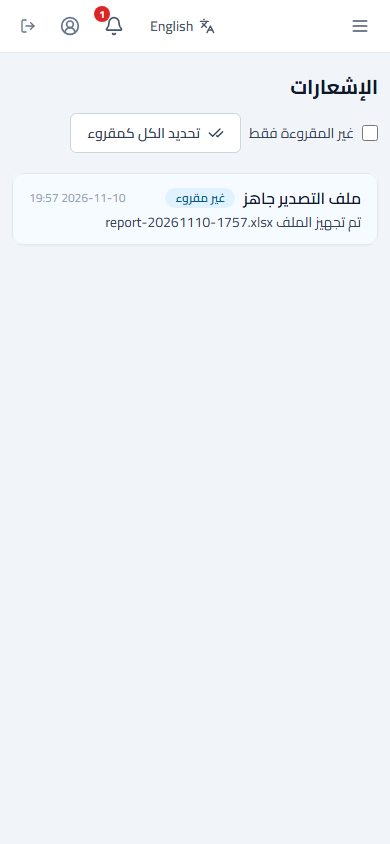 English
1
الإشعارات
غير المقروءة فقط
تحديد الكل كمقروء
ملف التصدير جاهز غير مقروء 2026-11-10 19:57
تم تجهيز الملف report-20261110-1757.xlsx